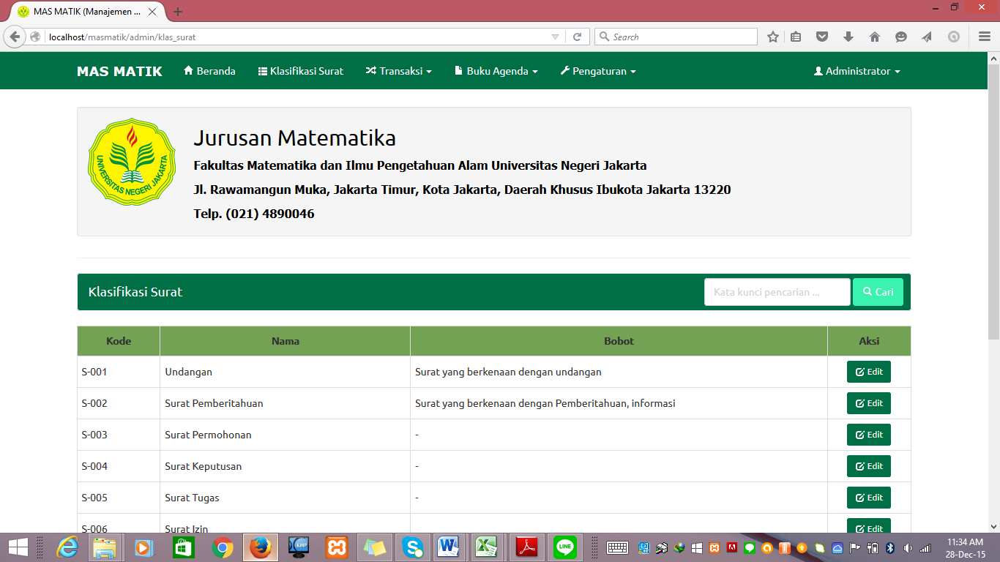 MAS MATIK (Manajemen ...
localhost/masmatik/admin/klas_surat
Search
MAS MATIK Beranda Klasifikasi Surat Transaksi Buku Agenda Pengaturan Administrator
UNIVERSITAS NEGERI JAKARTA
Jurusan Matematika
Fakultas Matematika dan Ilmu Pengetahuan Alam Universitas Negeri Jakarta
Jl. Rawamangun Muka, Jakarta Timur, Kota Jakarta, Daerah Khusus Ibukota Jakarta 13220
Telp. (021) 4890046
Klasifikasi Surat Kata kunci pencarian ... Cari
Kode Nama Bobot Aksi
S-001 Undangan Surat yang berkenaan dengan undangan Edit
S-002 Surat Pemberitahuan Surat yang berkenaan dengan Pemberitahuan, informasi Edit
S-003 Surat Permohonan - Edit
S-004 Surat Keputusan - Edit
S-005 Surat Tugas - Edit
S-006 Surat Izin Edit
KMP
LINE
11:34 AM
28-Dec-15